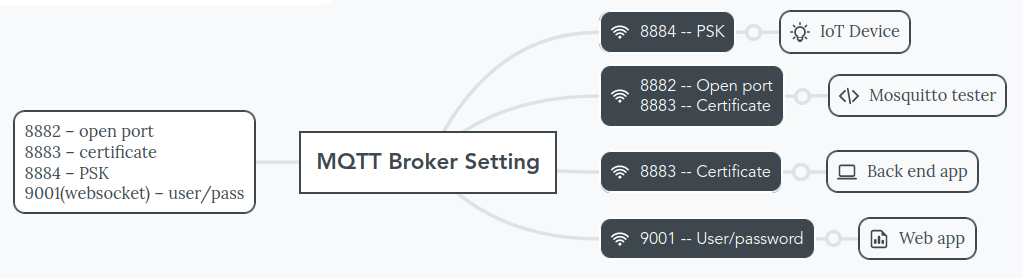 8882 – open port
8883 – certificate
8884 – PSK
9001(websocket) – user/pass
MQTT Broker Setting
8884 -- PSK
IoT Device
8882 -- Open port
8883 -- Certificate
Mosquitto tester
8883 -- Certificate
Back end app
9001 -- User/password
Web app